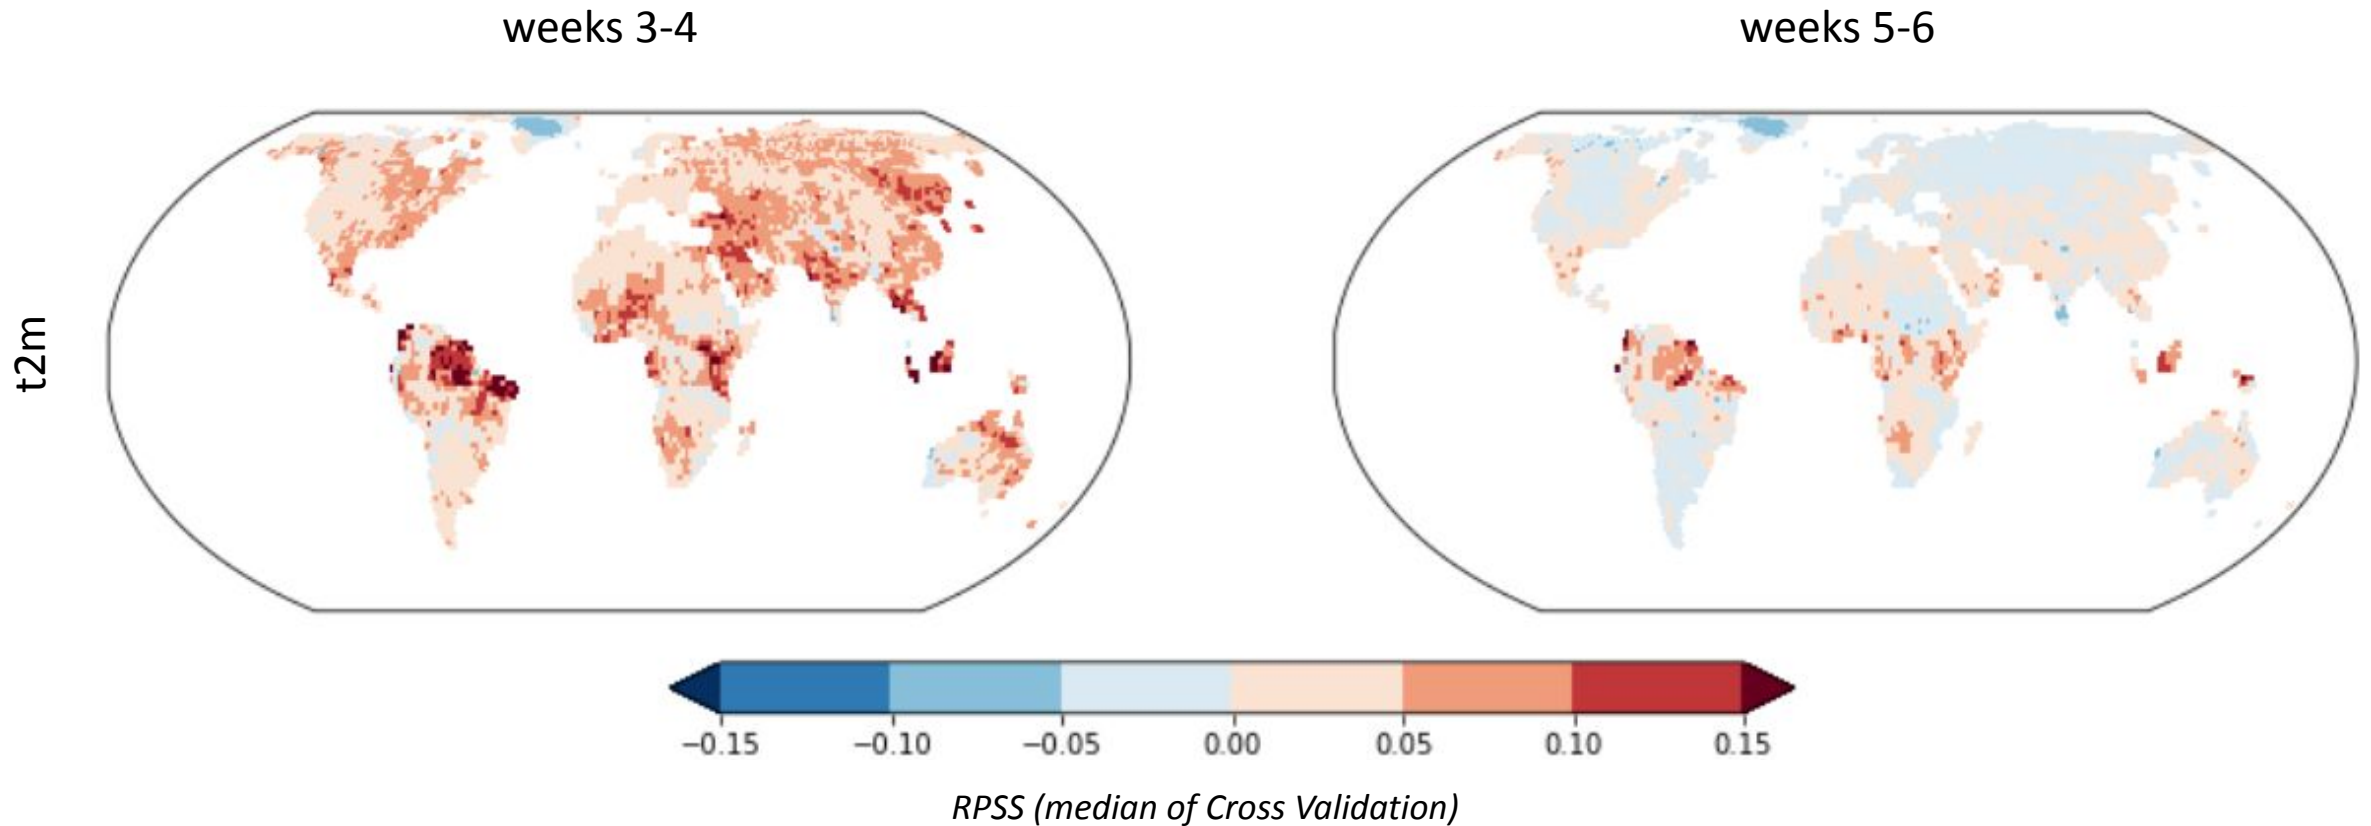 weeks 3-4
weeks 5-6
t2m
−0.15 −0.10 −0.05 0.00 0.05 0.10 0.15
RPSS (median of Cross Validation)